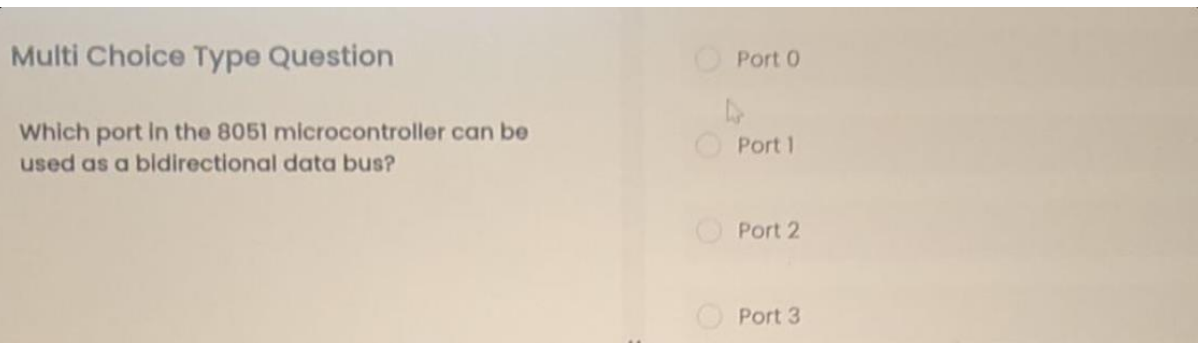 Multi Choice Type Question
Which port in the 8051 microcontroller can be
used as a bidirectional data bus?
Port 0
Port 1
Port 2
Port 3